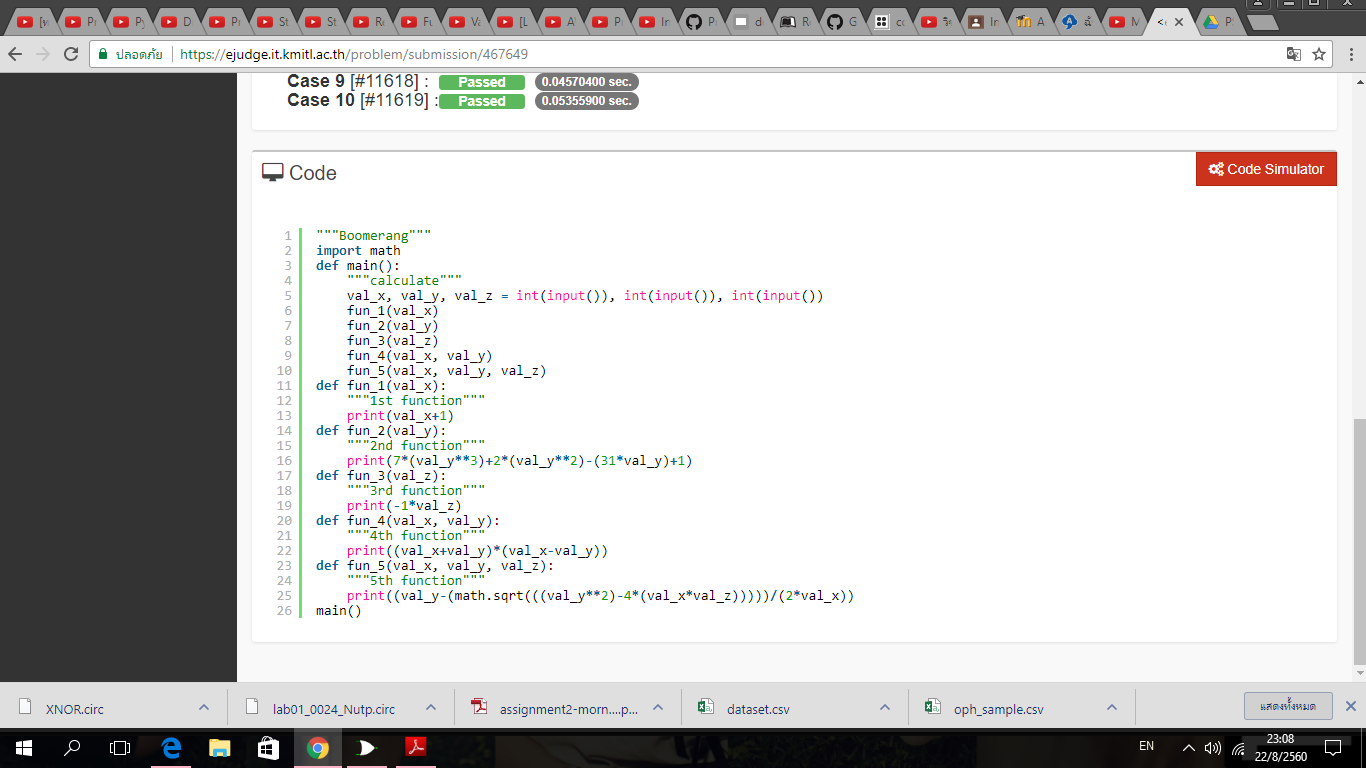 ปลอดภัย https://ejudge.it.kmitl.ac.th/problem/submission/467649
Case 9 [#11618] : Passed 0.04570400 sec.
Case 10 [#11619] : Passed 0.05355900 sec.
Code
Code Simulator
1 """Boomerang"""
2 import math
3 def main():
4 """calculate"""
5 val_x, val_y, val_z = int(input()), int(input()), int(input())
6 fun_1(val_x)
7 fun_2(val_y)
8 fun_3(val_z)
9 fun_4(val_x, val_y)
10 fun_5(val_x, val_y, val_z)
11 def fun_1(val_x):
12 """1st function"""
13 print(val_x+1)
14 def fun_2(val_y):
15 """2nd function"""
16 print(7*(val_y**3)+2*(val_y**2)-(31*val_y)+1)
17 def fun_3(val_z):
18 """3rd function"""
19 print(-1*val_z)
20 def fun_4(val_x, val_y):
21 """4th function"""
22 print((val_x+val_y)*(val_x-val_y))
23 def fun_5(val_x, val_y, val_z):
24 """5th function"""
25 print((val_y-(math.sqrt(((val_y**2)-4*(val_x*val_z)))))/(2*val_x))
26 main()
XNOR.circ
lab01_0024_Nutp.circ
assignment2-morn....p...
dataset.csv
oph_sample.csv
แสดงทั้งหมด
EN
23:08
22/8/2560